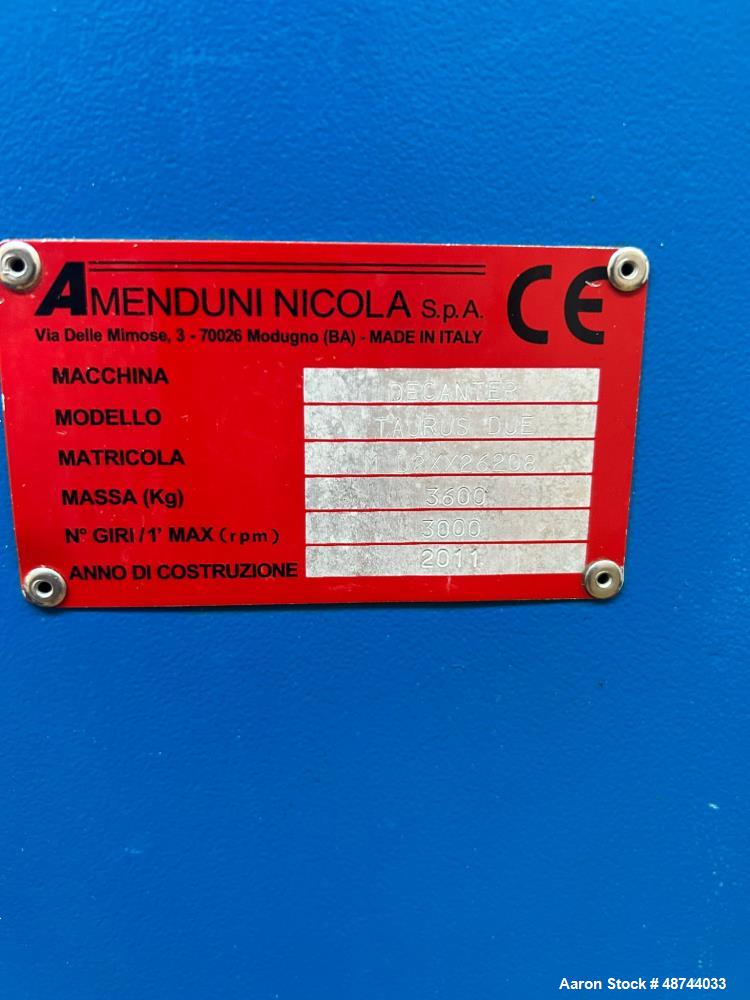 AMENDUNI NICOLA S.p.A. CE
Via Delle Mimose, 3 - 70026 Modugno (BA) - MADE IN ITALY
MACCHINA DECANTER
MODELLO TAURUS DUE
MATRICOLA M
MASSA (Kg) 3600
N° GIRI/1' MAX (rpm) 3000
ANNO DI COSTRUZIONE 2011
Aaron Stock # 48744033